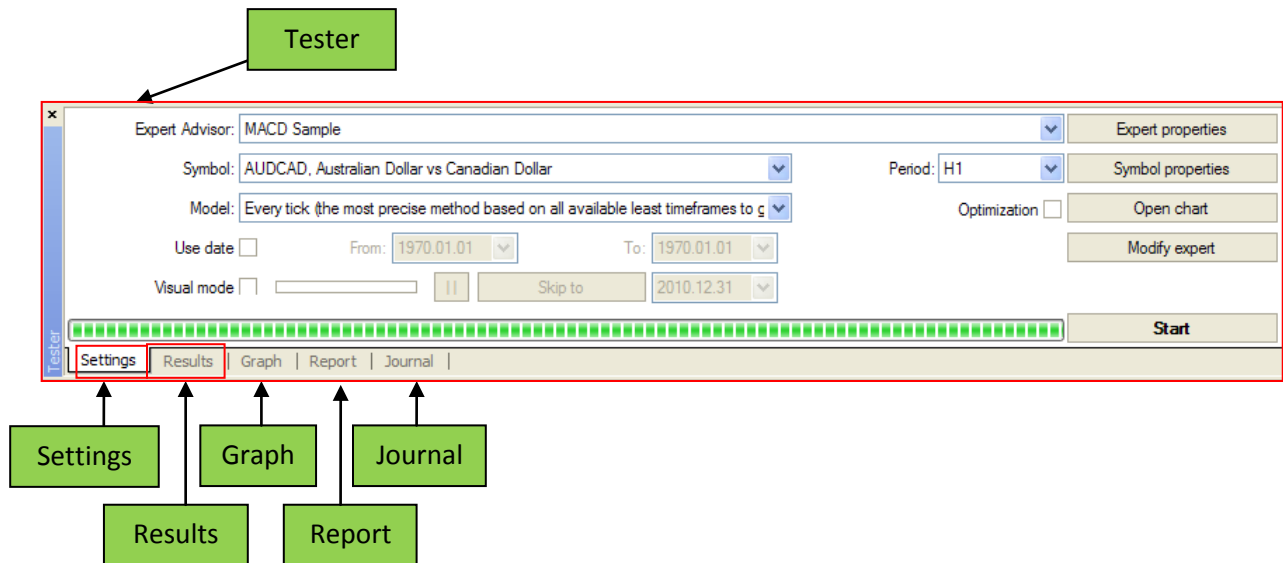 Tester
×
Expert Advisor: MACD Sample Expert properties
Symbol: AUDCAD, Australian Dollar vs Canadian Dollar Period: H1 Symbol properties
Model: Every tick (the most precise method based on all available least timeframes to g Optimization Open chart
Use date From: 1970.01.01 To: 1970.01.01 Modify expert
Visual mode Skip to 2010.12.31
Start
Tester
Settings Results | Graph | Report | Journal |
Settings Graph Journal
Results Report